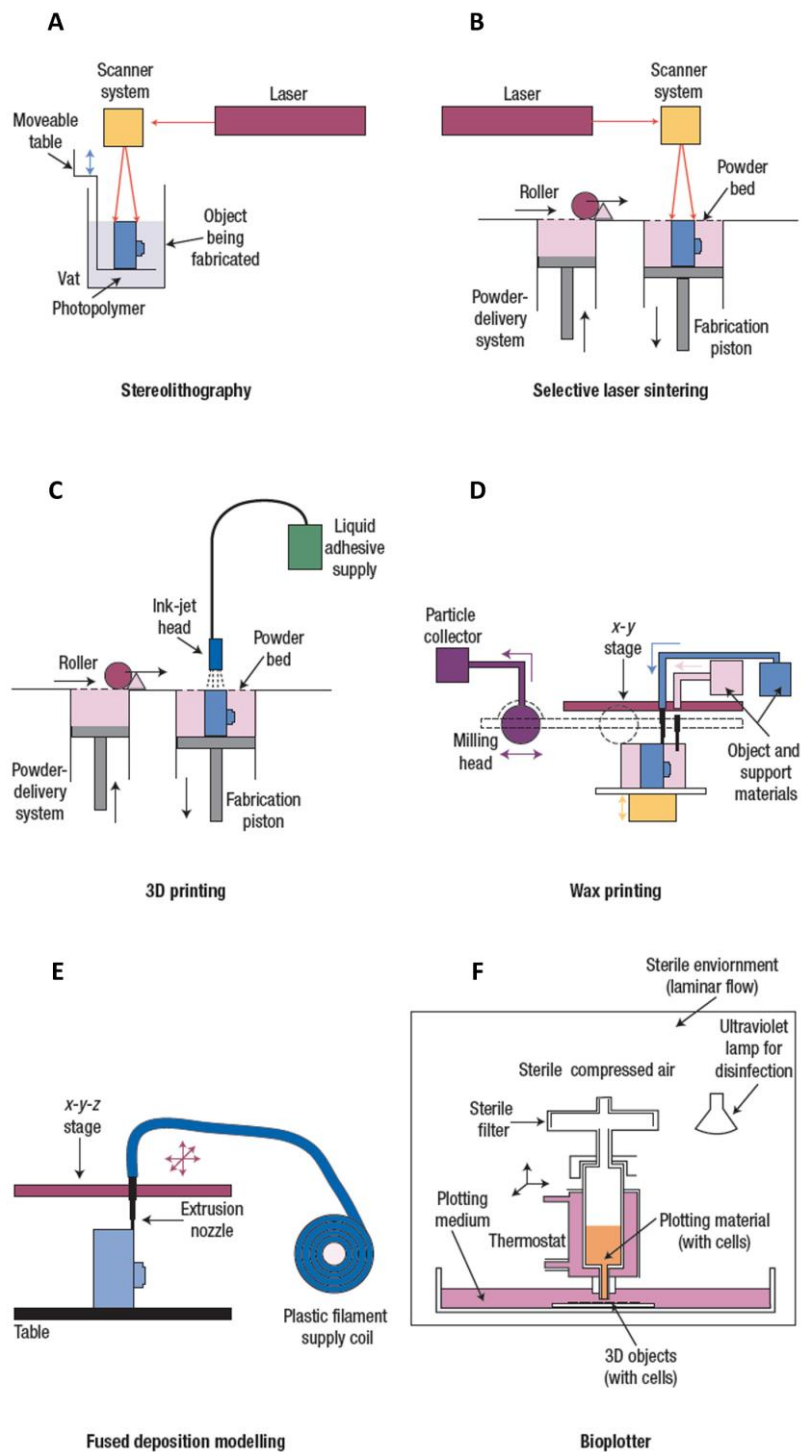 A
Scanner
system
Laser
Moveable
table
Object
being
fabricated
Vat
Photopolymer
Stereolithography
B
Scanner
system
Laser
Powder
bed
Roller
Powder-
delivery
system
Fabrication
piston
Selective laser sintering
C
Liquid
adhesive
supply
Ink-jet
head
Powder
bed
Roller
Powder-
delivery
system
Fabrication
piston
3D printing
D
Particle
collector
x-y
stage
Milling
head
Object and
support
materials
Wax printing
E
x-y-z
stage
Extrusion
nozzle
Plastic filament
supply coil
Table
Fused deposition modelling
F
Sterile enviornment
(laminar flow)
Ultraviolet
lamp for
disinfection
Sterile compressed air
Sterile
filter
Plotting
medium
Thermostat
Plotting material
(with cells)
3D objects
(with cells)
Bioplotter